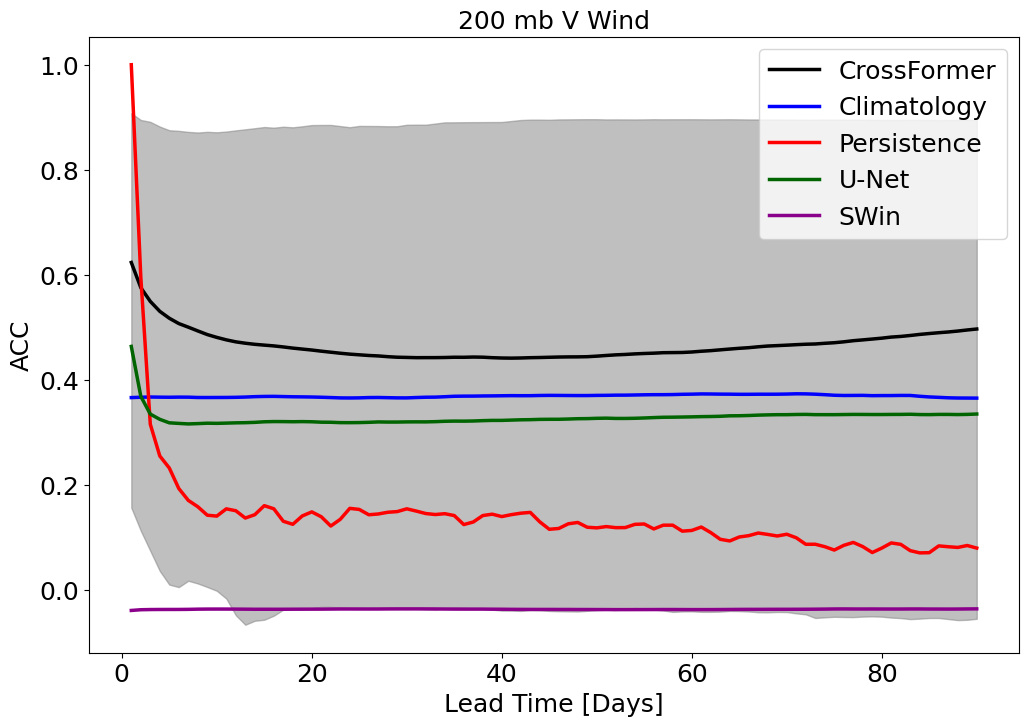 200 mb V Wind
CrossFormer
Climatology
Persistence
U-Net
SWin
ACC
1.0
0.8
0.6
0.4
0.2
0.0
0 20 40 60 80
Lead Time [Days]